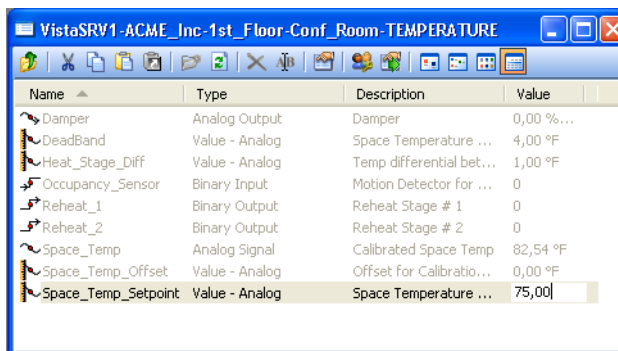 VistaSRV1-ACME_Inc-1st_Floor-Conf_Room-TEMPERATURE
Name Type Description Value
Damper Analog Output Damper 0,00 %...
DeadBand Value - Analog Space Temperature ... 4,00 °F
Heat_Stage_Diff Value - Analog Temp differential bet... 1,00 °F
Occupancy_Sensor Binary Input Motion Detector for ... 0
Reheat_1 Binary Output Reheat Stage # 1 0
Reheat_2 Binary Output Reheat Stage # 2 0
Space_Temp Analog Signal Calibrated Space Temp 82,54 °F
Space_Temp_Offset Value - Analog Offset for Calibratio... 0,00 °F
Space_Temp_Setpoint Value - Analog Space Temperature ... 75,00